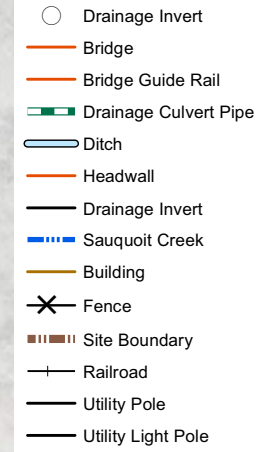 Drainage Invert
Bridge
Bridge Guide Rail
Drainage Culvert Pipe
Ditch
Headwall
Drainage Invert
Sauquoit Creek
Building
Fence
Site Boundary
Railroad
Utility Pole
Utility Light Pole